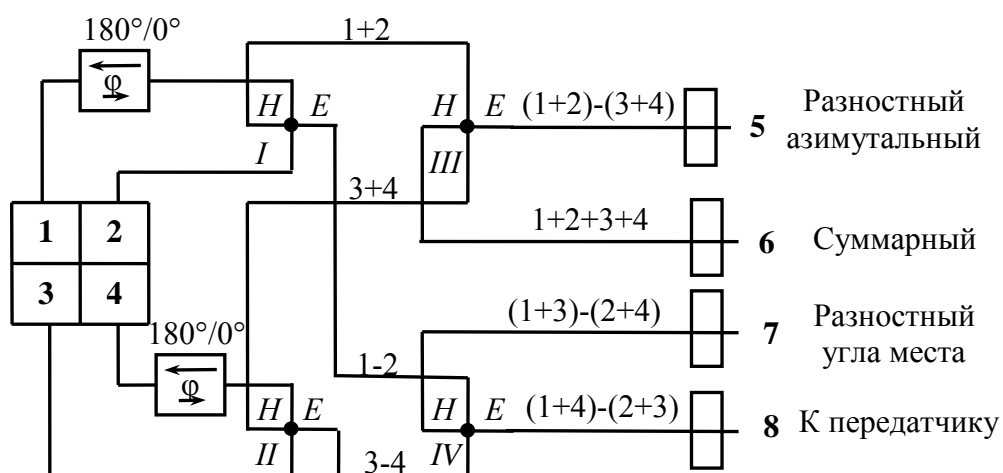 180°/0°
φ
1+2
H E
I
H E
III
(1+2)-(3+4)
5
Разностный
азимутальный
3+4
1 2
3 4
1+2+3+4
6
Суммарный
180°/0°
φ
(1+3)-(2+4)
7
Разностный
угла места
1-2
H E
II
3-4
H E
IV
(1+4)-(2+3)
8
К передатчику